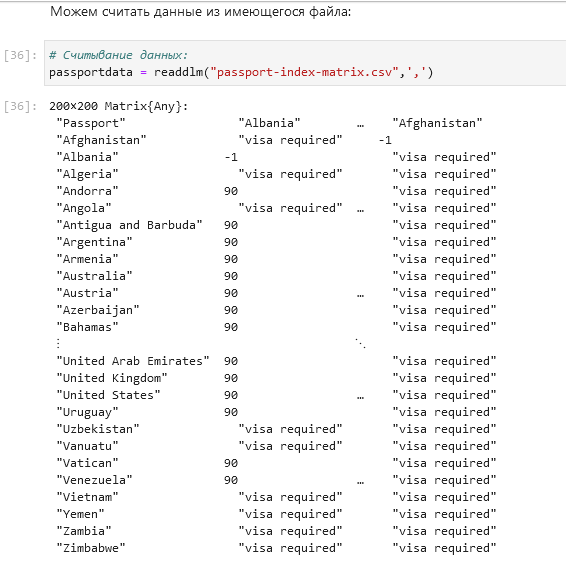 Можем считать данные из имеющегося файла:
[36]: # Считывание данных:
passportdata = readdlm("passport-index-matrix.csv",',')
[36]: 200×200 Matrix{Any}:
"Passport" "Albania" … "Afghanistan"
"Afghanistan" "visa required" -1
"Albania" -1 "visa required"
"Algeria" "visa required" "visa required"
"Andorra" 90 "visa required"
"Angola" "visa required" … "visa required"
"Antigua and Barbuda" 90 "visa required"
"Argentina" 90 "visa required"
"Armenia" 90 "visa required"
"Australia" 90 "visa required"
"Austria" 90 … "visa required"
"Azerbaijan" 90 "visa required"
"Bahamas" 90 "visa required"
⋮ ⋱
"United Arab Emirates" 90 "visa required"
"United Kingdom" 90 "visa required"
"United States" 90 … "visa required"
"Uruguay" 90 "visa required"
"Uzbekistan" "visa required" "visa required"
"Vanuatu" "visa required" "visa required"
"Vatican" 90 "visa required"
"Venezuela" 90 … "visa required"
"Vietnam" "visa required" "visa required"
"Yemen" "visa required" "visa required"
"Zambia" "visa required" "visa required"
"Zimbabwe" "visa required" "visa required"